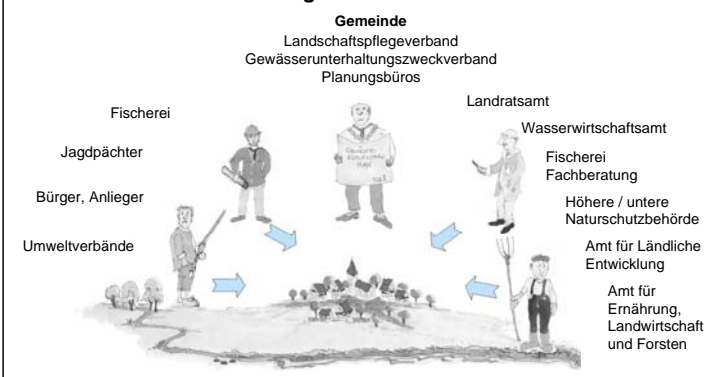 Gemeinde
Landschaftspflegeverband
Gewässerunterhaltungszweckverband
Planungsbüros
Fischerei
Jagdpächter
Bürger, Anlieger
Umweltverbände
Landratsamt
Wasserwirtschaftsamt
Fischerei
Fachberatung
Höhere / untere
Naturschutzbehörde
Amt für Ländliche
Entwicklung
Amt für
Ernährung,
Landwirtschaft
und Forsten